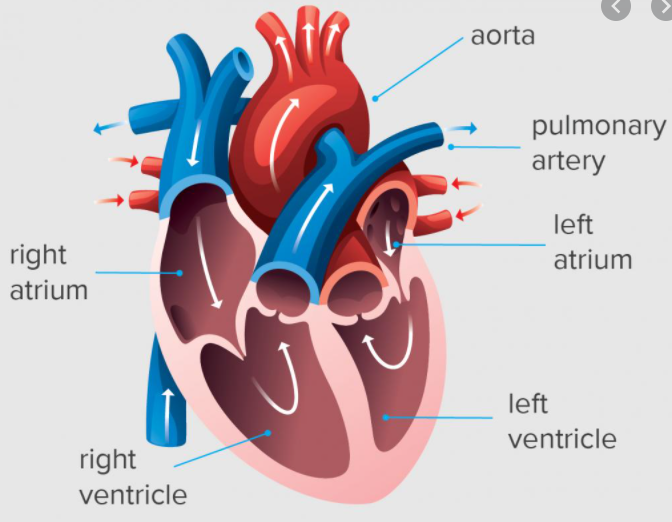 aorta
pulmonary
artery
left
atrium
right
atrium
left
ventricle
right
ventricle